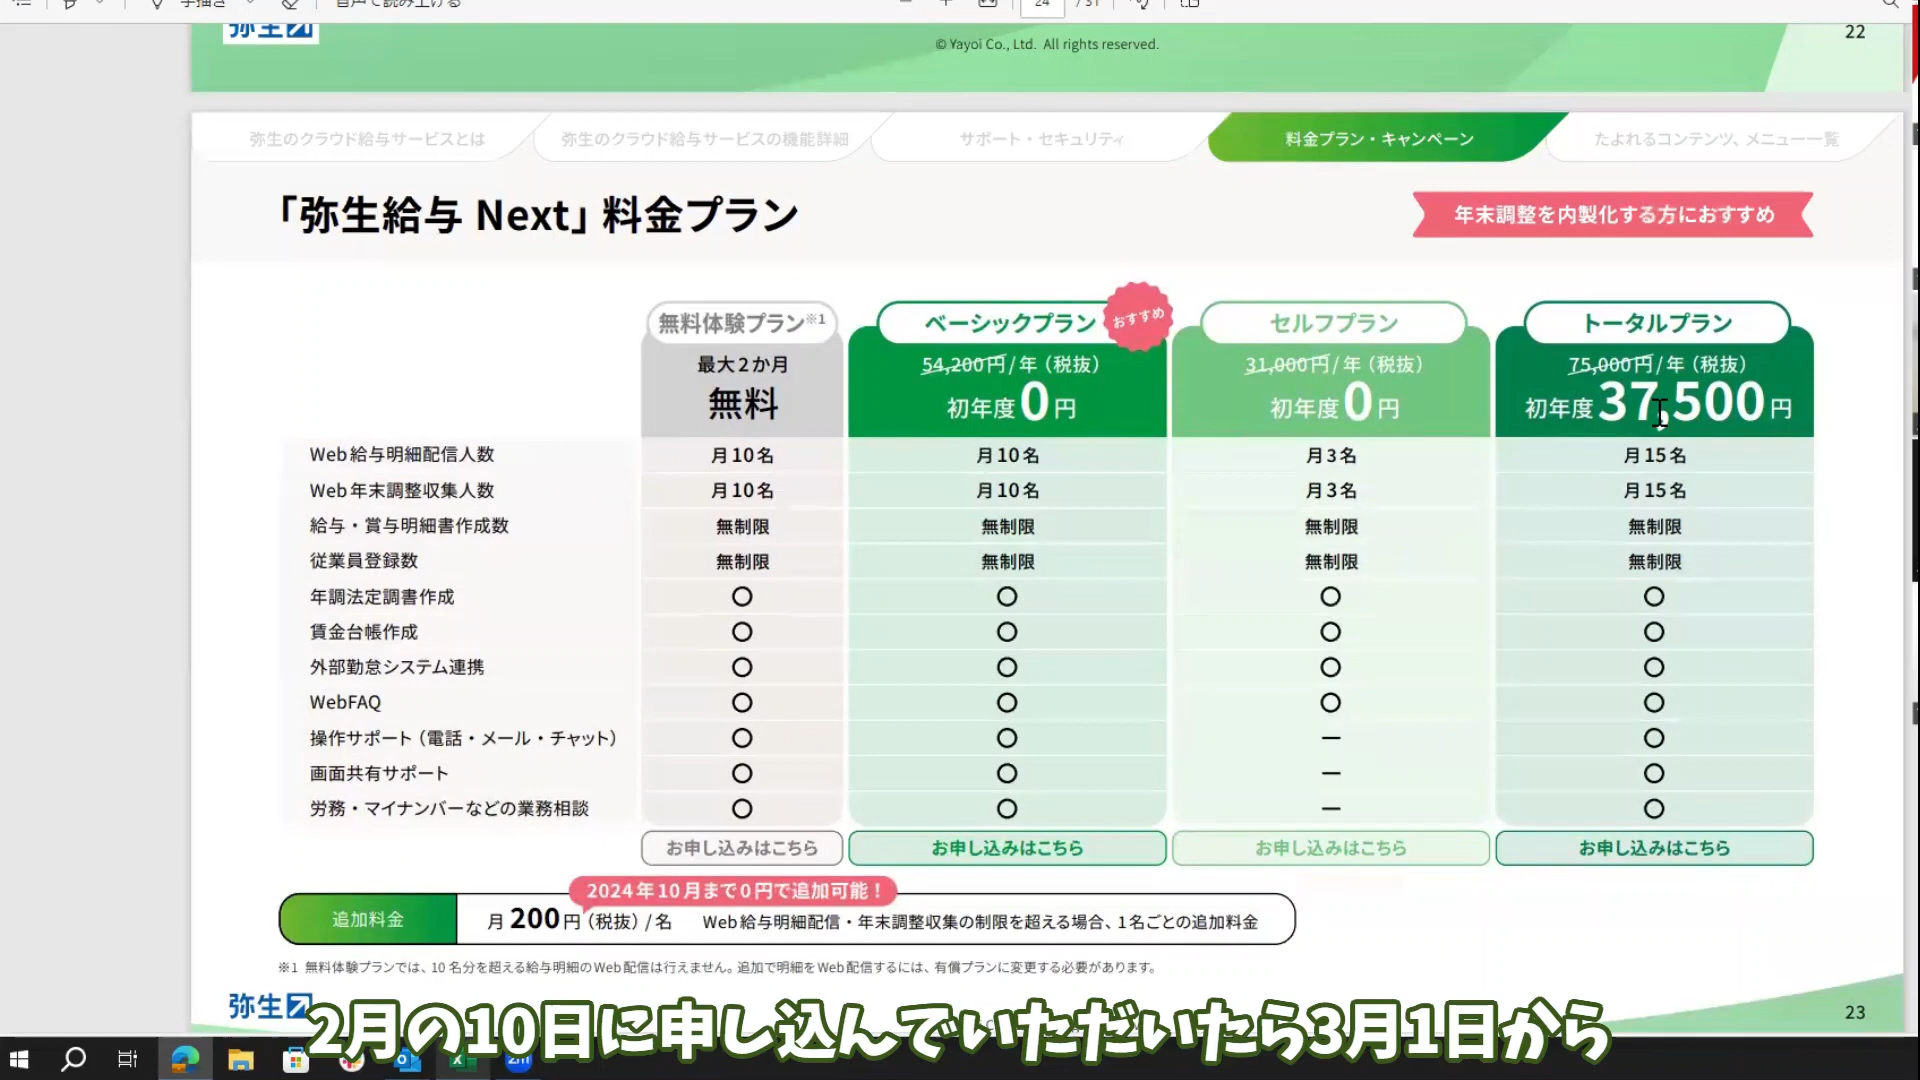 手描き
音声で読み上げる
24
/ 31
弥生
© Yayoi Co., Ltd. All rights reserved.
22
弥生のクラウド給与サービスとは
弥生のクラウド給与サービスの機能詳細
サポート・セキュリティ
料金プラン・キャンペーン
たよれるコンテンツ、メニュー一覧
「弥生給与 Next」料金プラン
年末調整を内製化する方におすすめ
無料体験プラン※1
ベーシックプラン
おすすめ
セルフプラン
トータルプラン
最大2か月
54,200円/年（税抜）
31,000円/年（税抜）
75,000円/年（税抜）
無料
初年度0円
初年度0円
初年度37,500円
Web給与明細配信人数 月10名 月10名 月3名 月15名
Web年末調整収集人数 月10名 月10名 月3名 月15名
給与・賞与明細書作成数 無制限 無制限 無制限 無制限
従業員登録数 無制限 無制限 無制限 無制限
年調法定調書作成 〇 〇 〇 〇
賃金台帳作成 〇 〇 〇 〇
外部勤怠システム連携 〇 〇 〇 〇
WebFAQ 〇 〇 〇 〇
操作サポート（電話・メール・チャット） 〇 〇 ー 〇
画面共有サポート 〇 〇 ー 〇
労務・マイナンバーなどの業務相談 〇 〇 ー 〇
お申し込みはこちら お申し込みはこちら お申し込みはこちら お申し込みはこちら
2024年10月まで0円で追加可能！
追加料金 月200円（税抜）/名 Web給与明細配信・年末調整収集の制限を超える場合、1名ごとの追加料金
※1 無料体験プランでは、10名分を超える給与明細のWeb配信は行えません。追加で明細をWeb配信するには、有償プランに変更する必要があります。
弥生
23
2月の10日に申し込んでいただいたら3月1日から